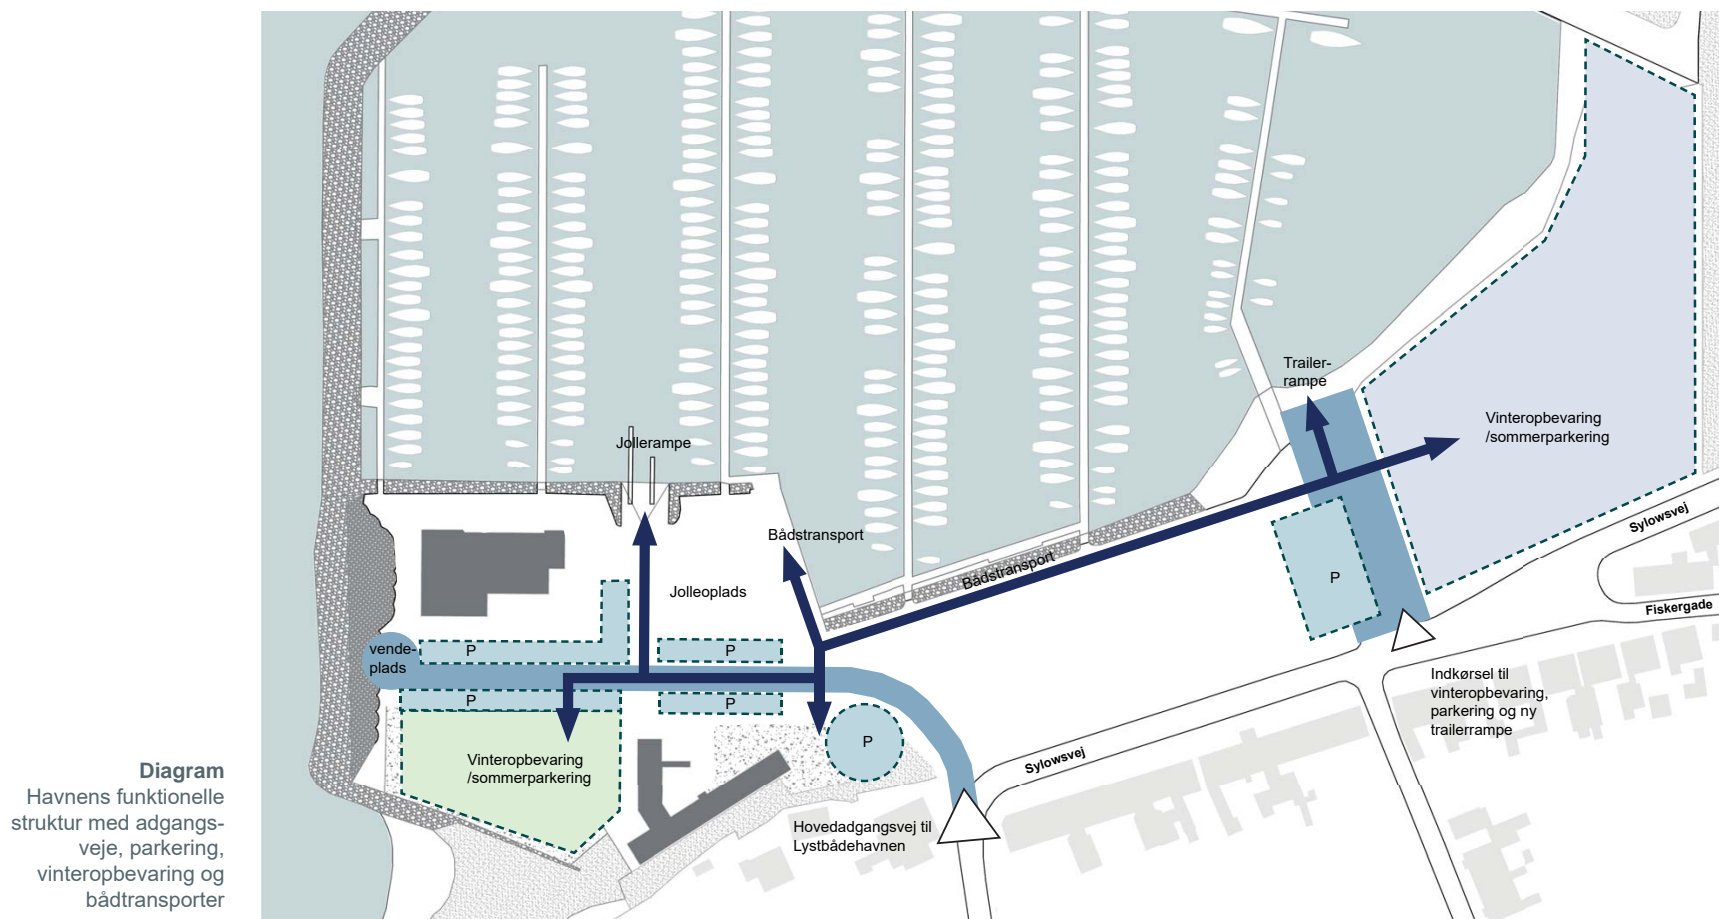 Trailer-
rampe
Vinteropbevaring
/sommerparkering
Jollerampe
Bådstransport
Sylowsvej
Bådstransport
P
Jolleoplads
Fiskergade
vende-
plads
P
P
Indkørsel til
vinteropbevaring,
parkering og ny
trailerrampe
P
P
P
Vinteropbevaring
/sommerparkering
Sylowsvej
Hovedadgangsvej til
Lystbådehavnen
Diagram
Havnens funktionelle
struktur med adgangs-
veje, parkering,
vinteropbevaring og
bådtransporter